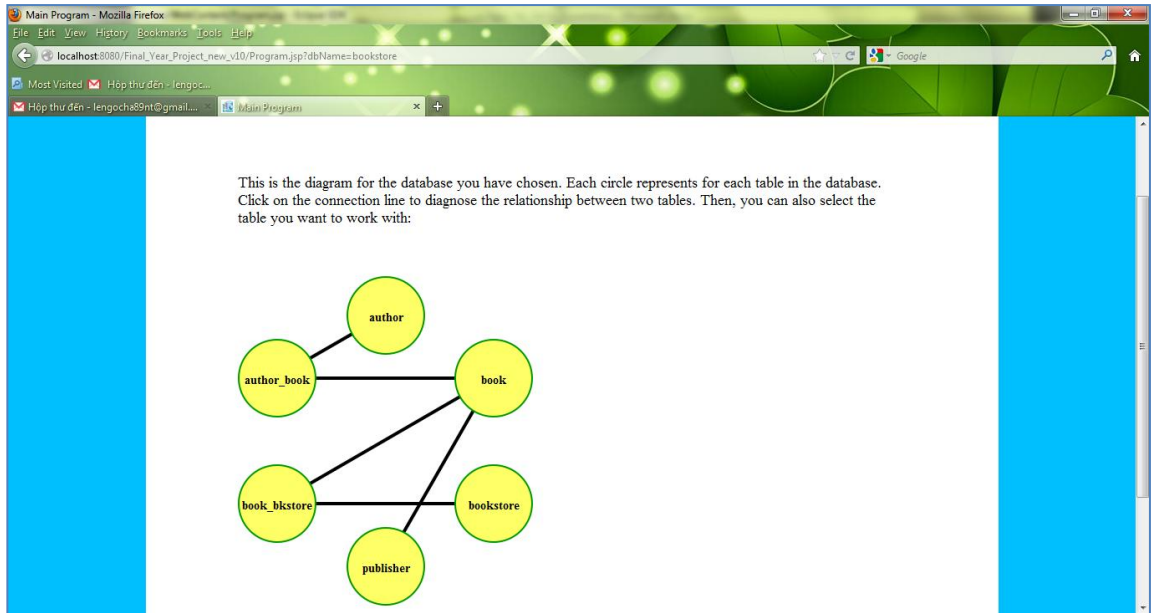 Main Program - Mozilla Firefox
File Edit View History Bookmarks Tools Help
localhost:8080/Final_Year_Project_new_v10/Program.jsp?dbName=bookstore
Google
Most Visited Hộp thư đến - lengoc...
Hộp thư đến - lengocha89nt@gmail.... Main Program
This is the diagram for the database you have chosen. Each circle represents for each table in the database.
Click on the connection line to diagnose the relationship between two tables. Then, you can also select the
table you want to work with:
author
author_book book
book_bkstore bookstore
publisher